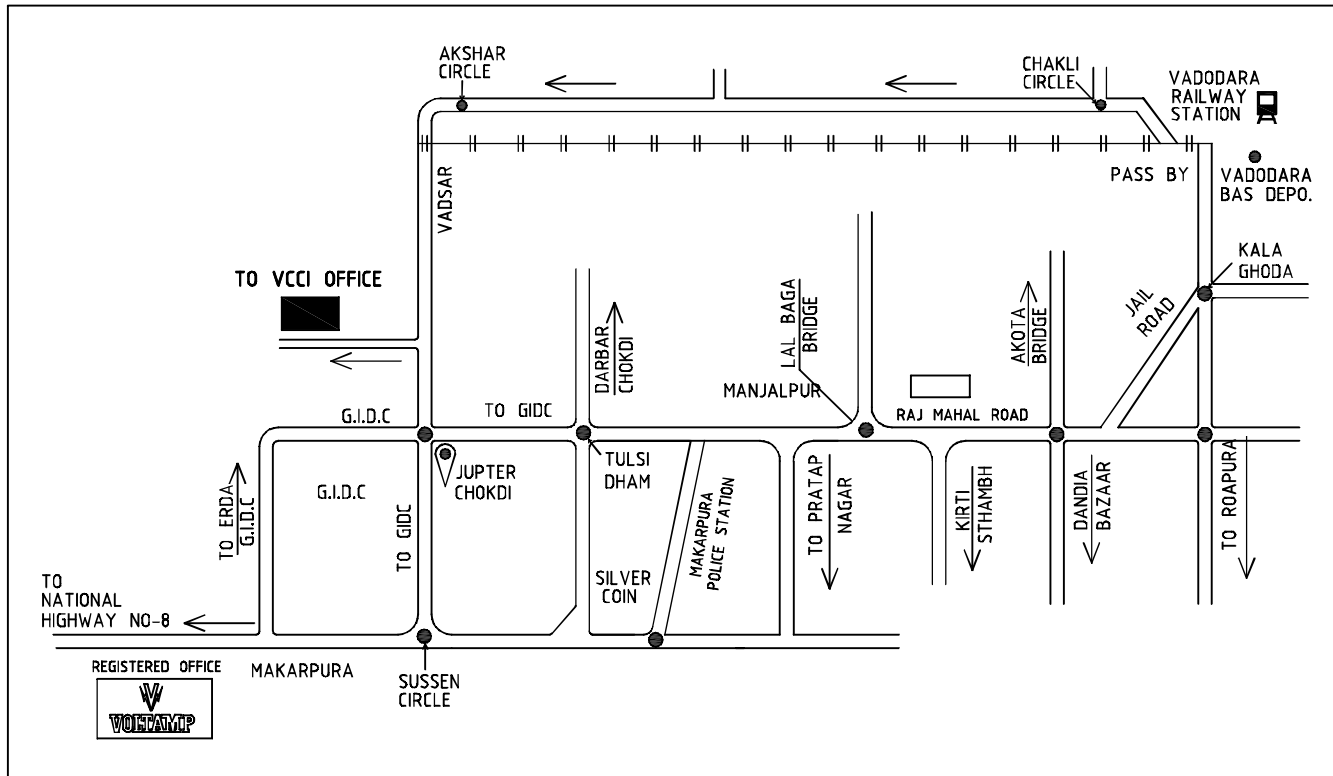 AKSHAR
CIRCLE
CHAKLI
CIRCLE
VADODARA
RAILWAY
STATION
PASS BY
VADODARA
BAS DEPO.
VADSAR
KALA
GHODA
TO VCCI OFFICE
JAIL
ROAD
DARBAR
CHOKDI
LAL BAGA
BRIDGE
AKOTA
BRIDGE
MANJALPUR
RAJ MAHAL ROAD
G.I.D.C
TO GIDC
TULSI
DHAM
JUPTER
CHOKDI
G.I.D.C
TO ERDA
G.I.D.C
TO GIDC
MAKARPURA
POLICE STATION
TO PRATAP
NAGAR
KIRTI
STHAMBH
DANDIA
BAZAAR
TO ROAPURA
SILVER
COIN
TO
NATIONAL
HIGHWAY NO-8
REGISTERED OFFICE
MAKARPURA
SUSSEN
CIRCLE
VOLTAMP